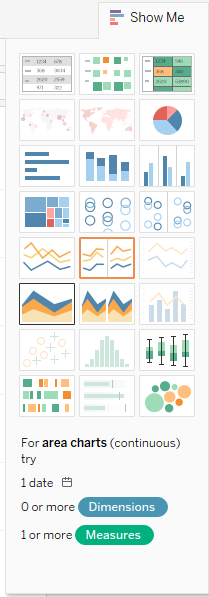 Show Me
For area charts (continuous)
try
1 date
0 or more Dimensions
1 or more Measures